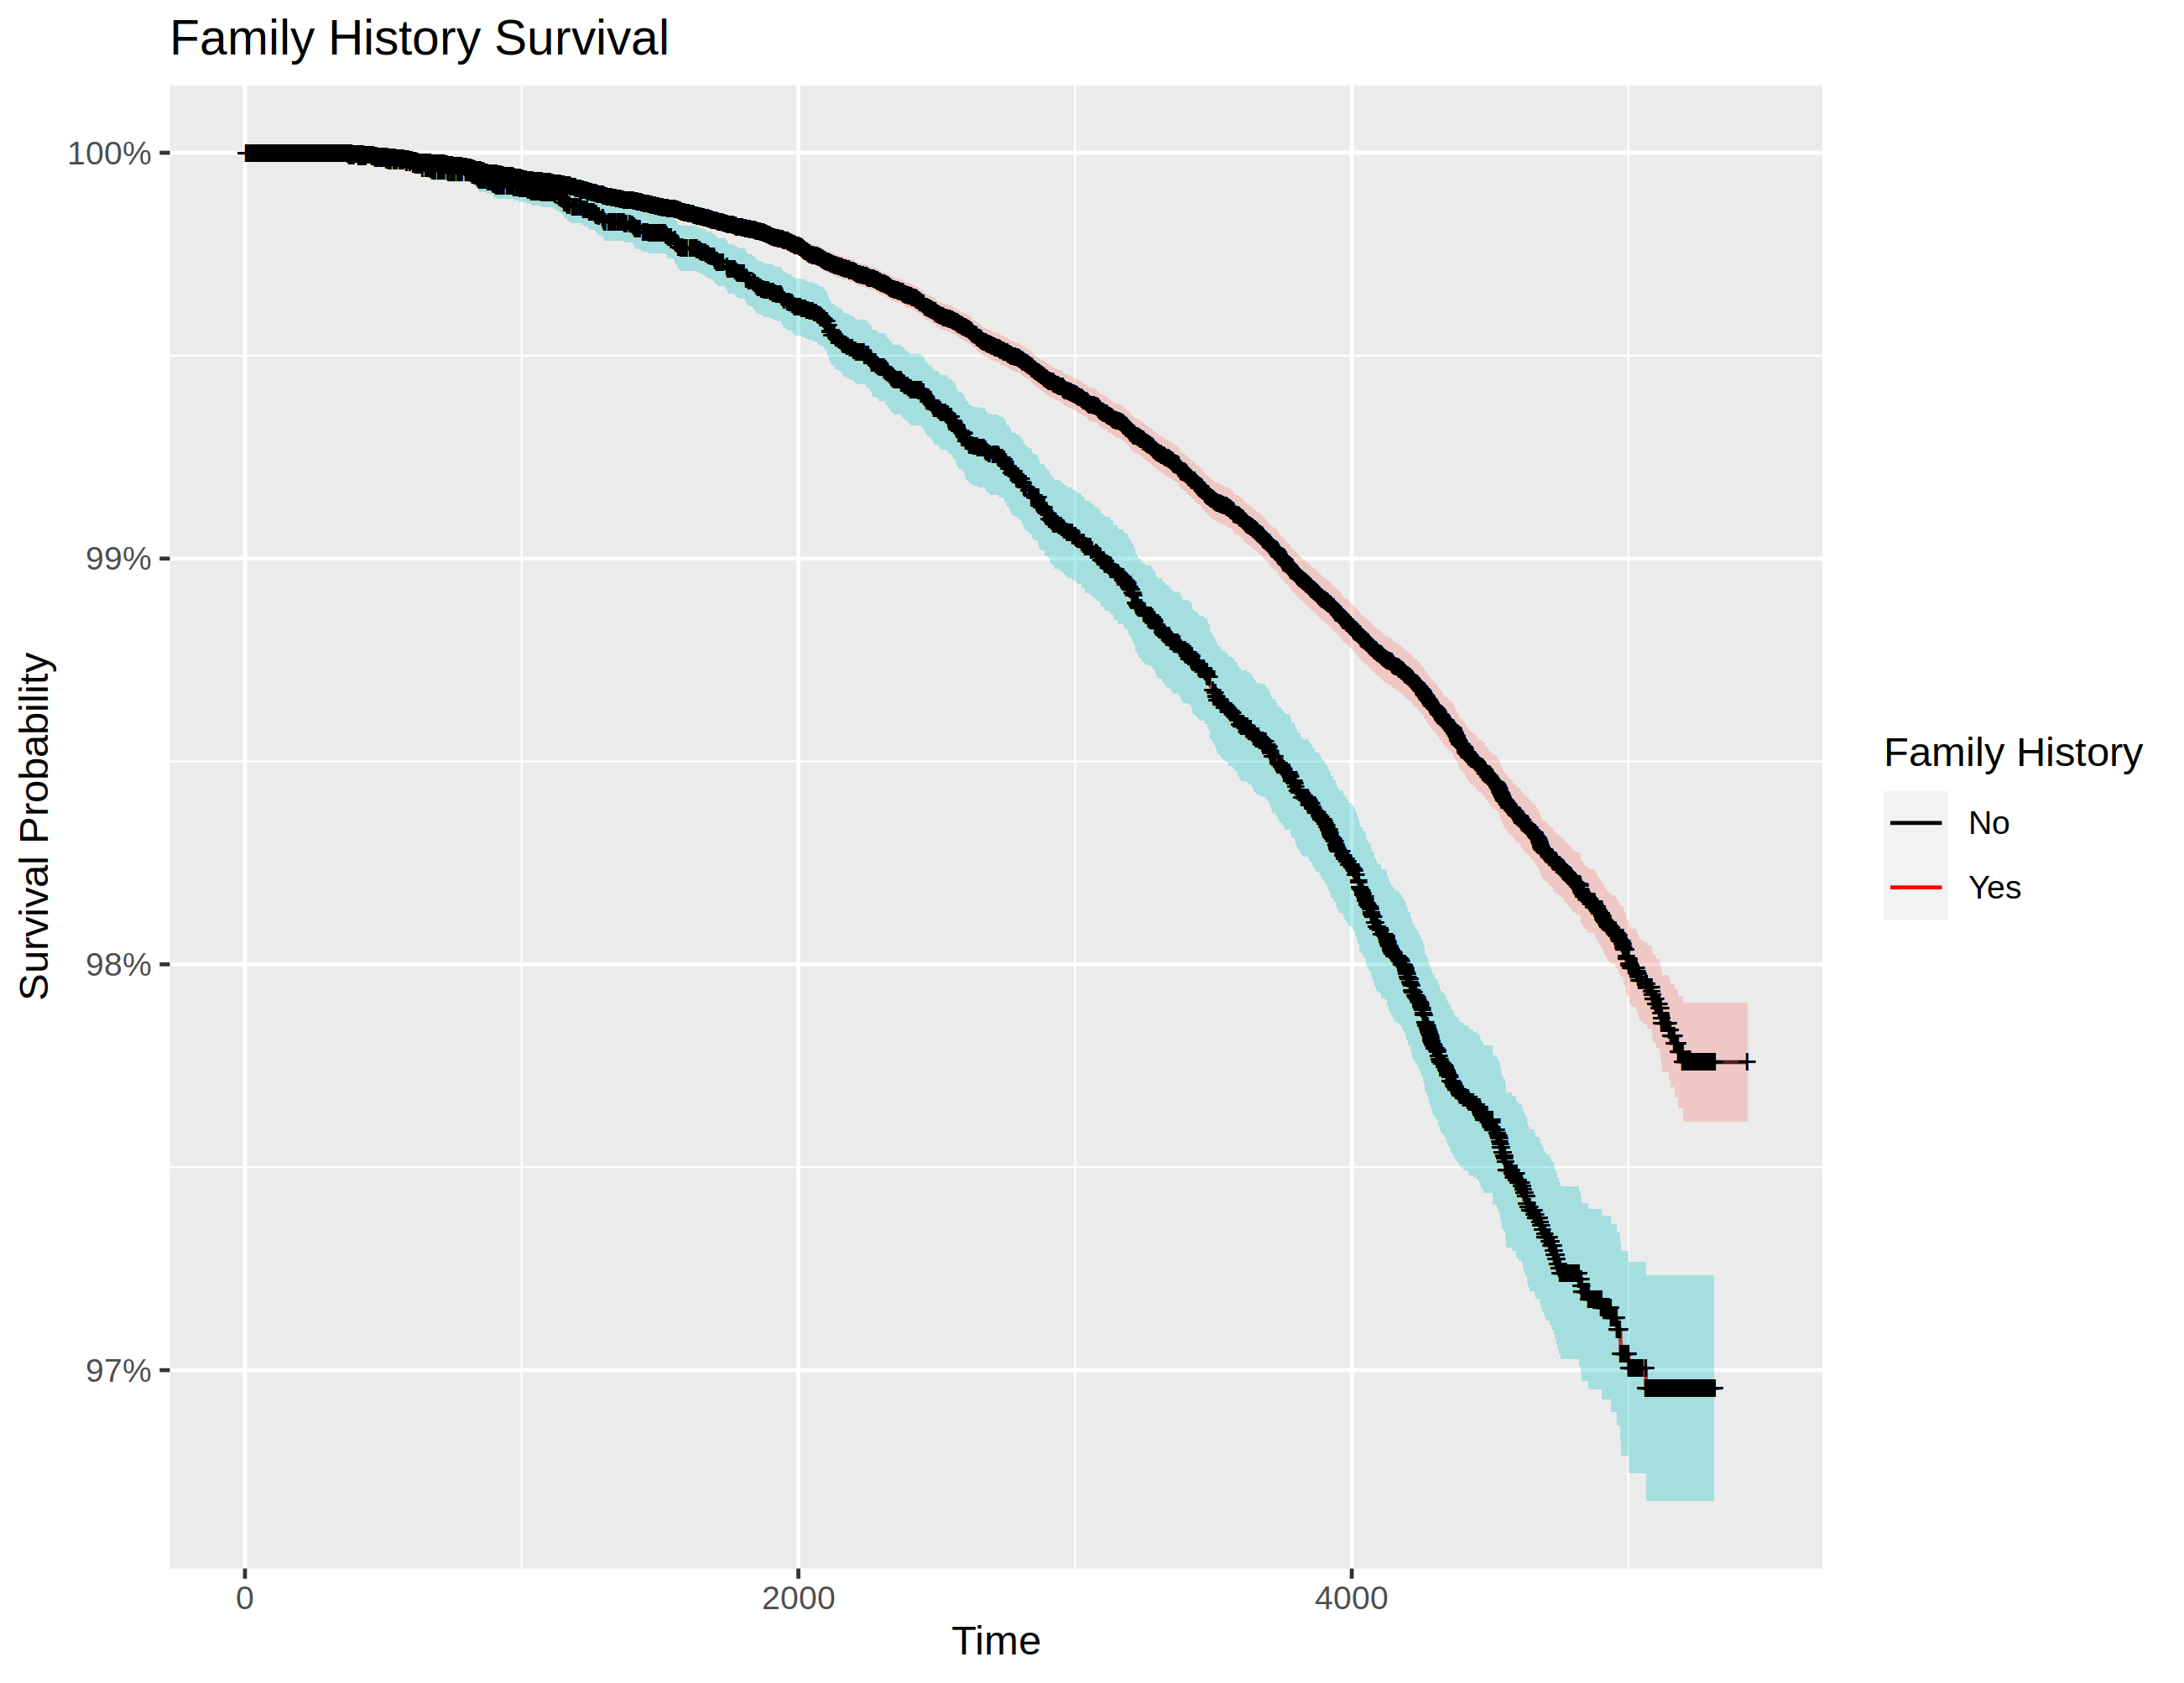 Family History Survival
100%
99%
98%
97%
Survival Probability
0
2000
4000
Time
Family History
No
Yes